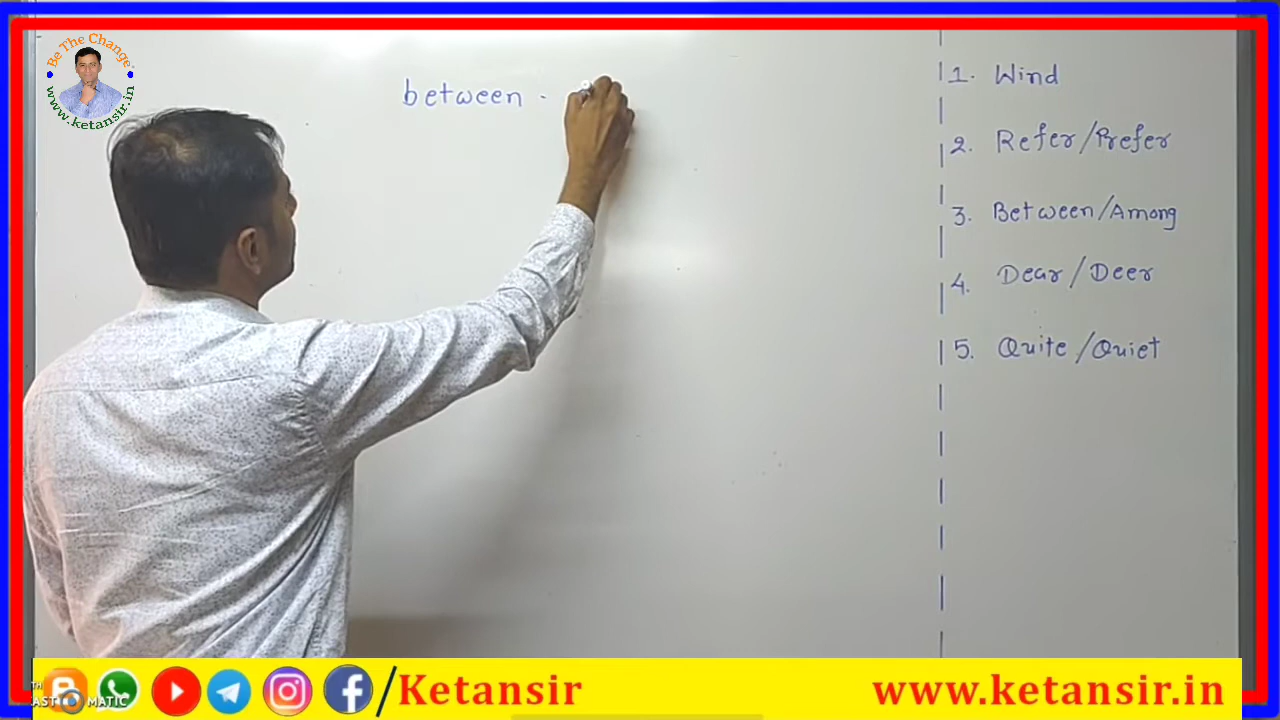 Be The Change
www.ketansir.in
between -
1. Wind
2. Refer/Prefer
3. Between/Among
4. Dear/Deer
5. Quite/Quiet
/Ketansir
www.ketansir.in